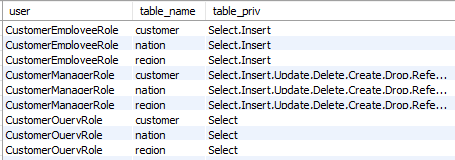 user table_name table_priv
CustomerEmployeeRole customer Select,Insert
CustomerEmployeeRole nation Select,Insert
CustomerEmployeeRole region Select,Insert
CustomerManagerRole customer Select,Insert,Update,Delete,Create,Drop,Refe...
CustomerManagerRole nation Select,Insert,Update,Delete,Create,Drop,Refe...
CustomerManagerRole region Select,Insert,Update,Delete,Create,Drop,Refe...
CustomerQueryRole customer Select
CustomerQueryRole nation Select
CustomerQueryRole region Select